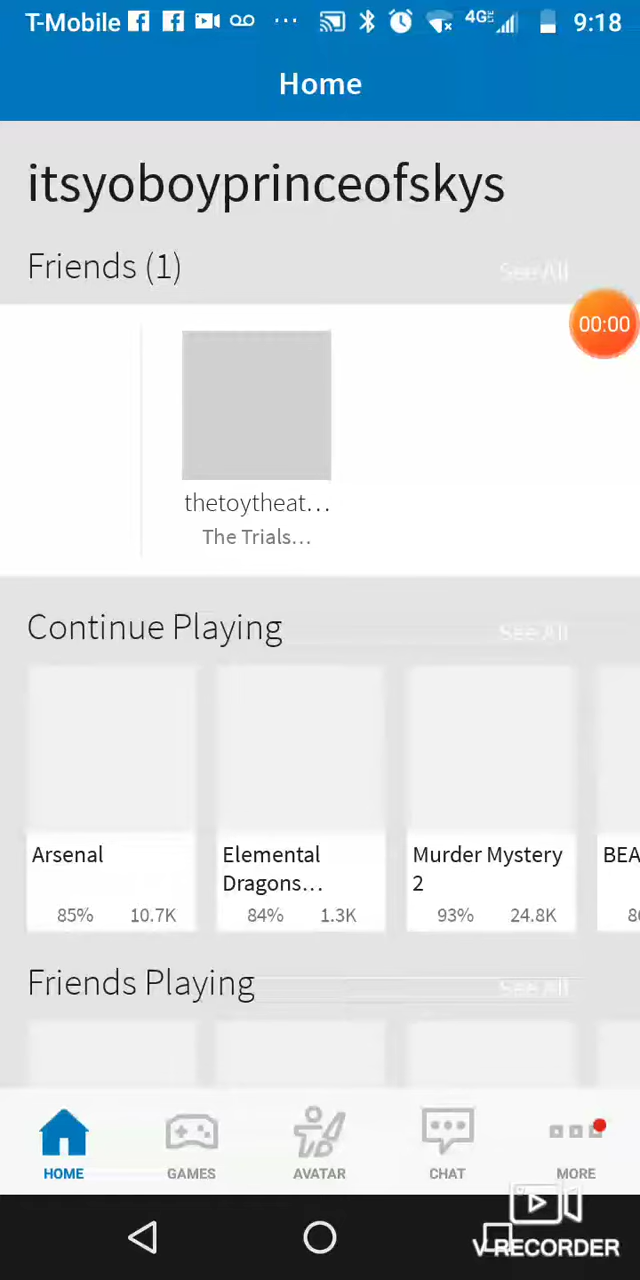 T-Mobile 4GE 9:18
Home
itsyoboyprinceofskys
Friends (1) See All
00:00
thetoytheat...
The Trials...
Continue Playing See All
Arsenal
85% 10.7K
Elemental
Dragons...
84% 1.3K
Murder Mystery
2
93% 24.8K
BEA
Friends Playing See All
HOME GAMES AVATAR CHAT MORE
V RECORDER